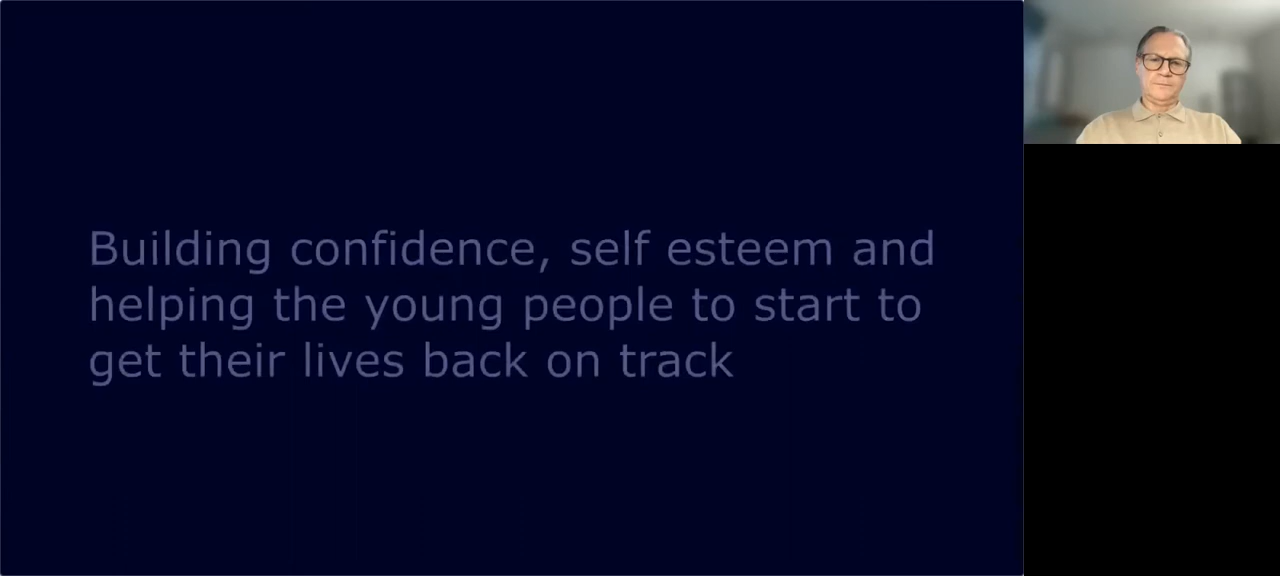 Building confidence, self esteem and
helping the young people to start to
get their lives back on track